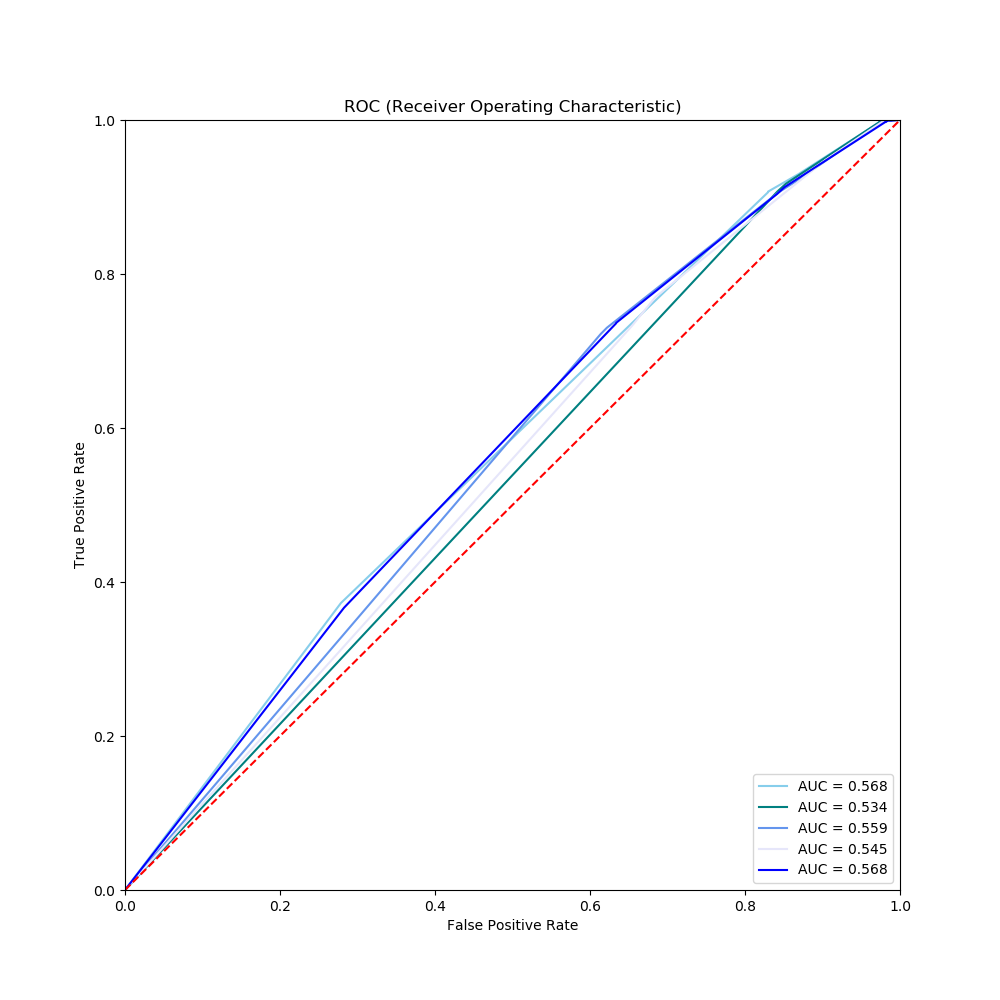 ROC (Receiver Operating Characteristic)
True Positive Rate
1.0
0.8
0.6
0.4
0.2
0.0
0.0 0.2 0.4 0.6 0.8 1.0
False Positive Rate
AUC = 0.568
AUC = 0.534
AUC = 0.559
AUC = 0.545
AUC = 0.568